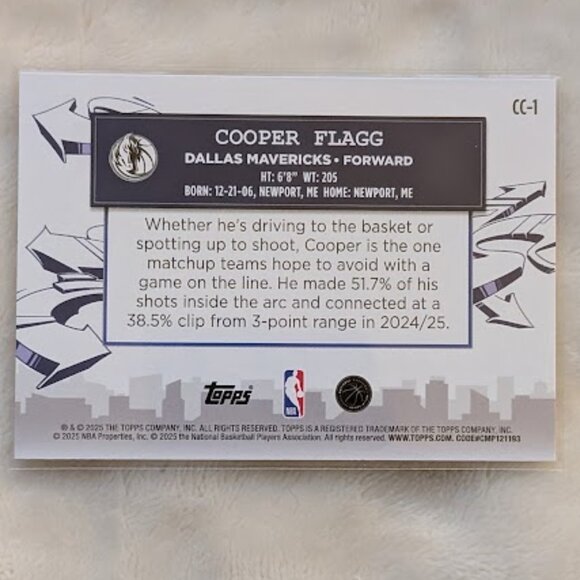 CC-1
COOPER FLAGG
DALLAS MAVERICKS • FORWARD
HT: 6'8" WT: 205
BORN: 12-21-06, NEWPORT, ME HOME: NEWPORT, ME
Whether he's driving to the basket or
spotting up to shoot, Cooper is the one
matchup teams hope to avoid with a
game on the line. He made 51.7% of his
shots inside the arc and connected at a
38.5% clip from 3-point range in 2024/25.
TOPPS
NBA
® & © 2025 THE TOPPS COMPANY, INC. ALL RIGHTS RESERVED. TOPPS IS A REGISTERED TRADEMARK OF THE TOPPS COMPANY, INC.
© 2025 NBA Properties, Inc. © 2025 the National Basketball Players Association. All rights reserved. WWW.TOPPS.COM. CODE#CMP121193